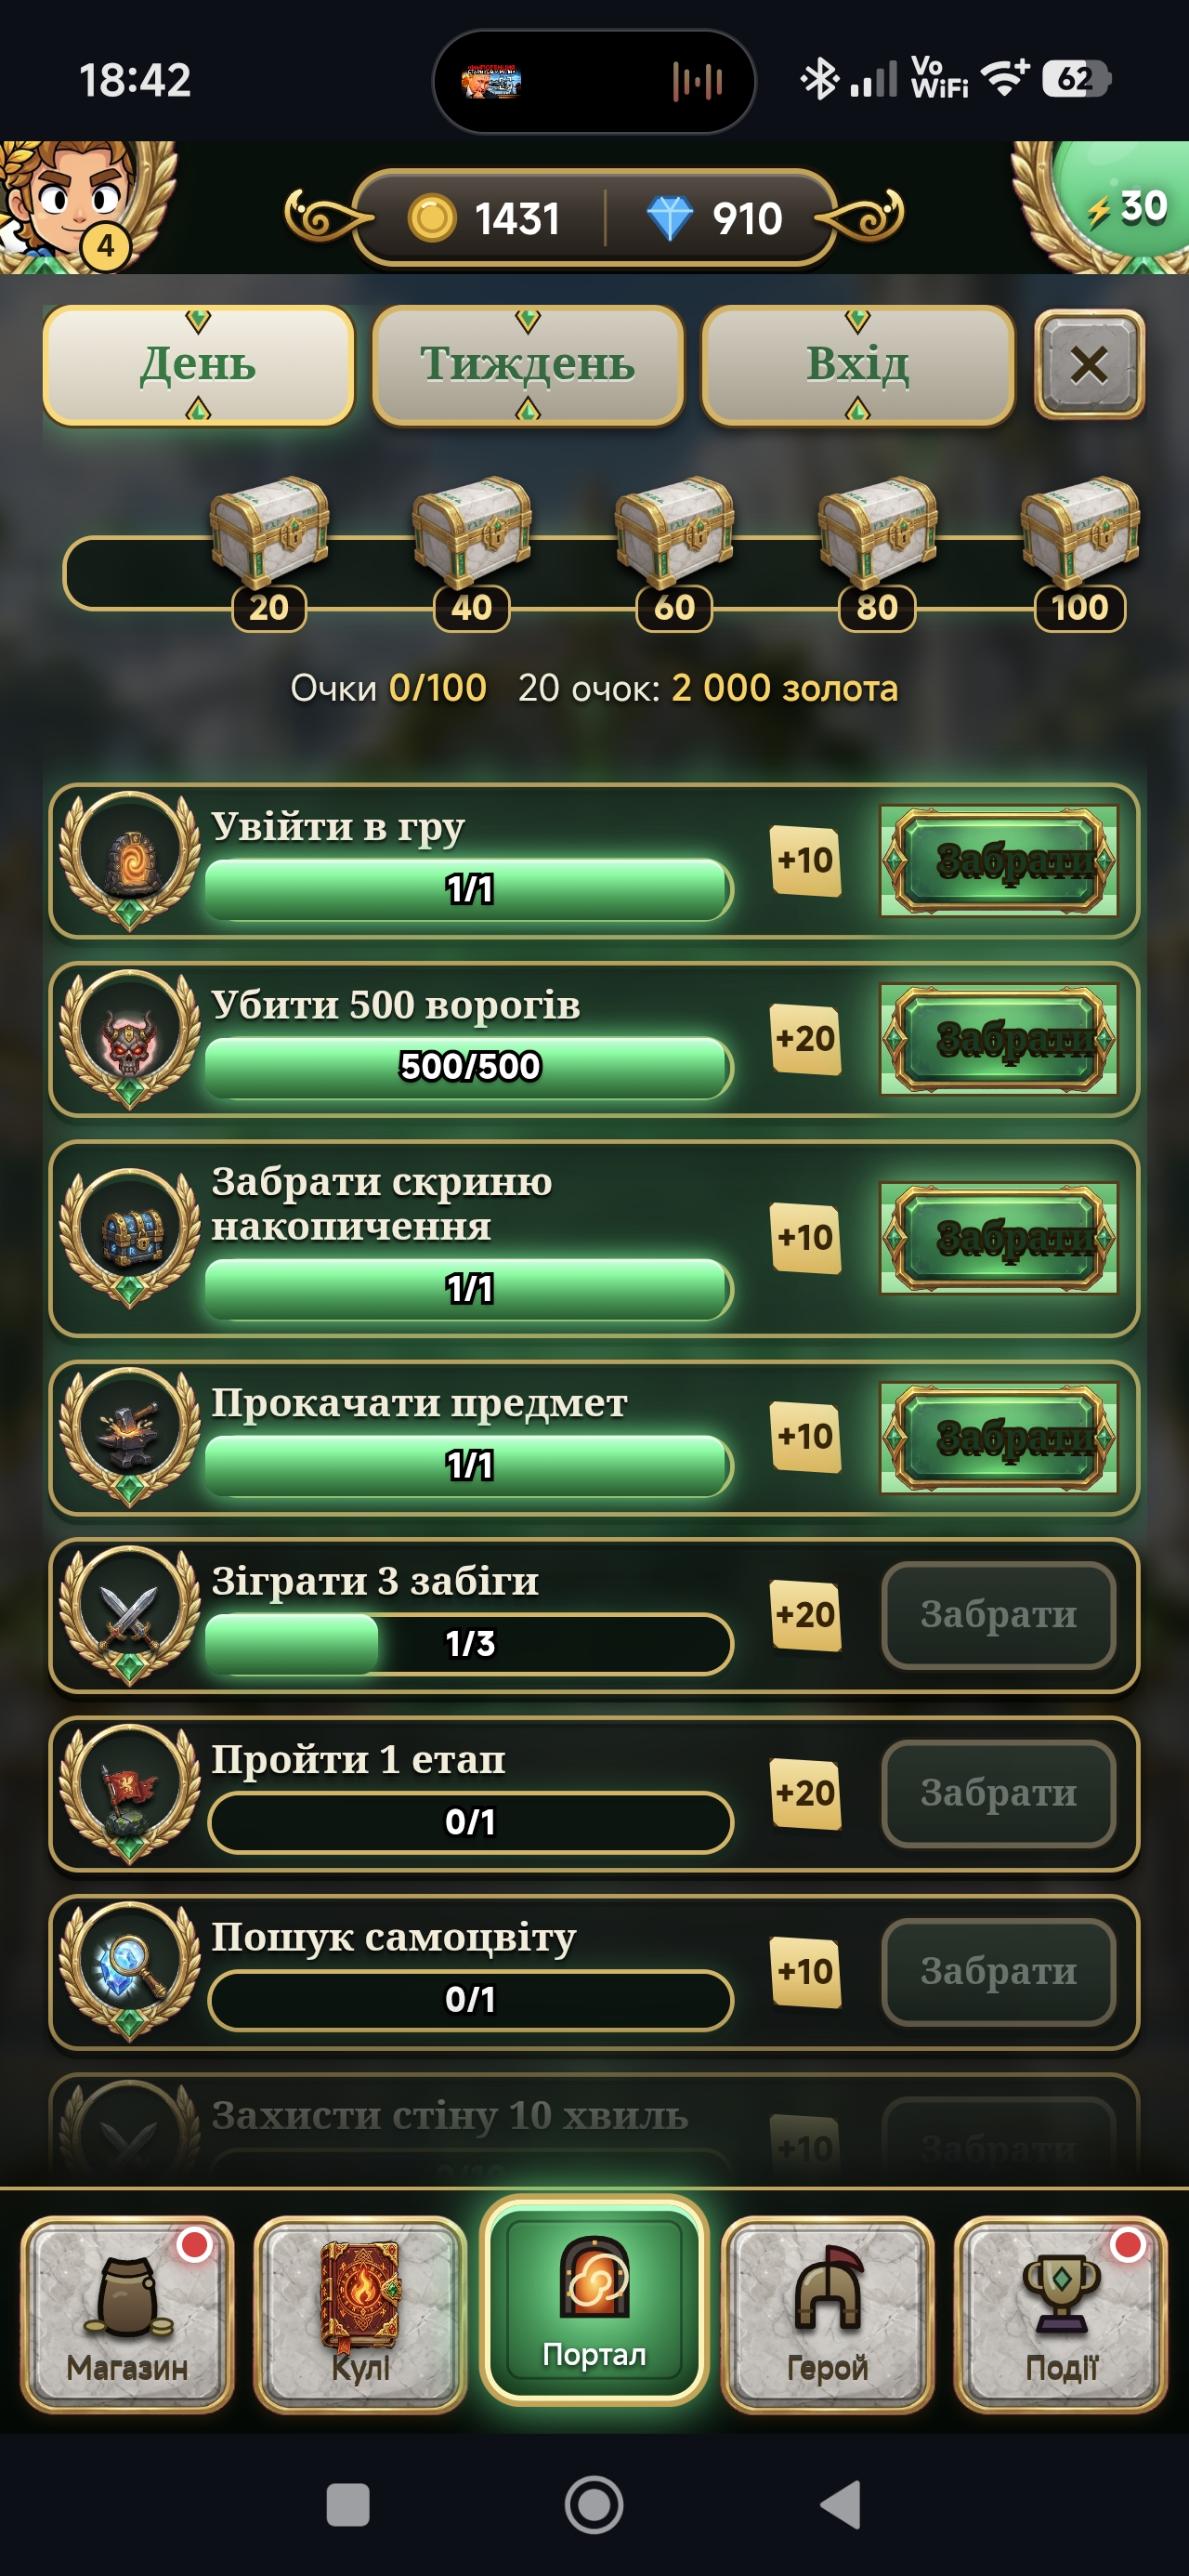 18:42
Vo
WiFi
62
4
1431
910
30
День
Тиждень
Вхід
20
40
60
80
100
Очки 0/100 20 очок: 2 000 золота
Увійти в гру
1/1
+10
Забрати
Убити 500 ворогів
500/500
+20
Забрати
Забрати скриню
накопичення
1/1
+10
Забрати
Прокачати предмет
1/1
+10
Забрати
Зіграти 3 забіги
1/3
+20
Забрати
Пройти 1 етап
0/1
+20
Забрати
Пошук самоцвіту
0/1
+10
Забрати
Захисти стіну 10 хвиль
+10
Забрати
Магазин
Кулі
Портал
Герой
Події